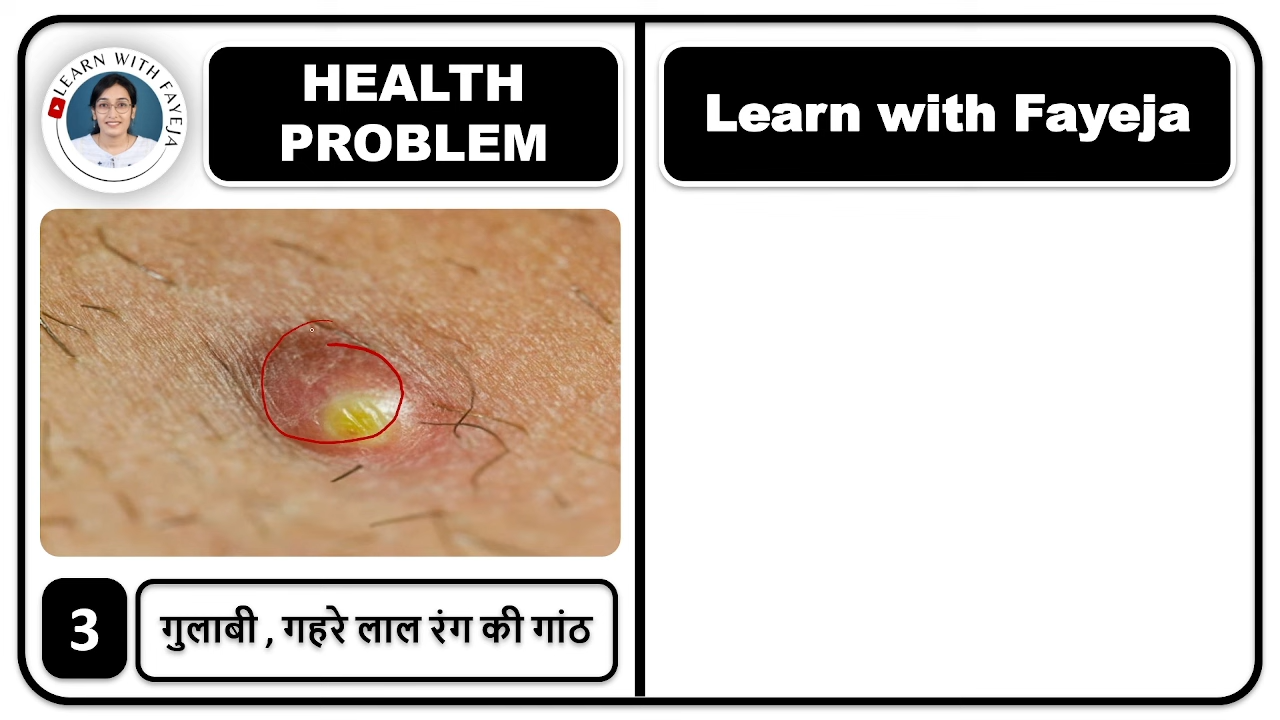 LEARN WITH FAYEJA
HEALTH
PROBLEM
Learn with Fayeja
3
गुलाबी , गहरे लाल रंग की गांठ